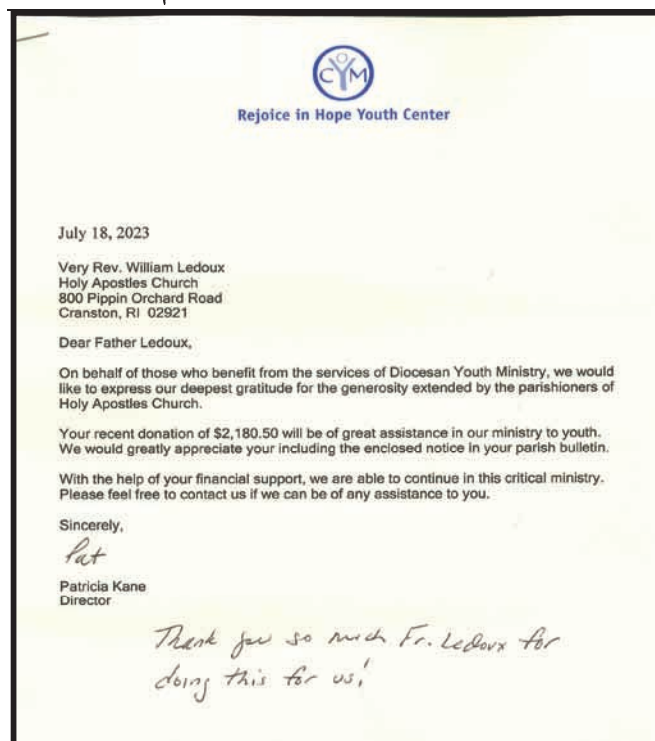 CYM
Rejoice in Hope Youth Center
July 18, 2023
Very Rev. William Ledoux
Holy Apostles Church
800 Pippin Orchard Road
Cranston, RI 02921
Dear Father Ledoux,
On behalf of those who benefit from the services of Diocesan Youth Ministry, we would
like to express our deepest gratitude for the generosity extended by the parishioners of
Holy Apostles Church.
Your recent donation of $2,180.50 will be of great assistance in our ministry to youth.
We would greatly appreciate your including the enclosed notice in your parish bulletin.
With the help of your financial support, we are able to continue in this critical ministry.
Please feel free to contact us if we can be of any assistance to you.
Sincerely,
Pat
Patricia Kane
Director
Thank you so much Fr. Ledoux for
doing this for us!